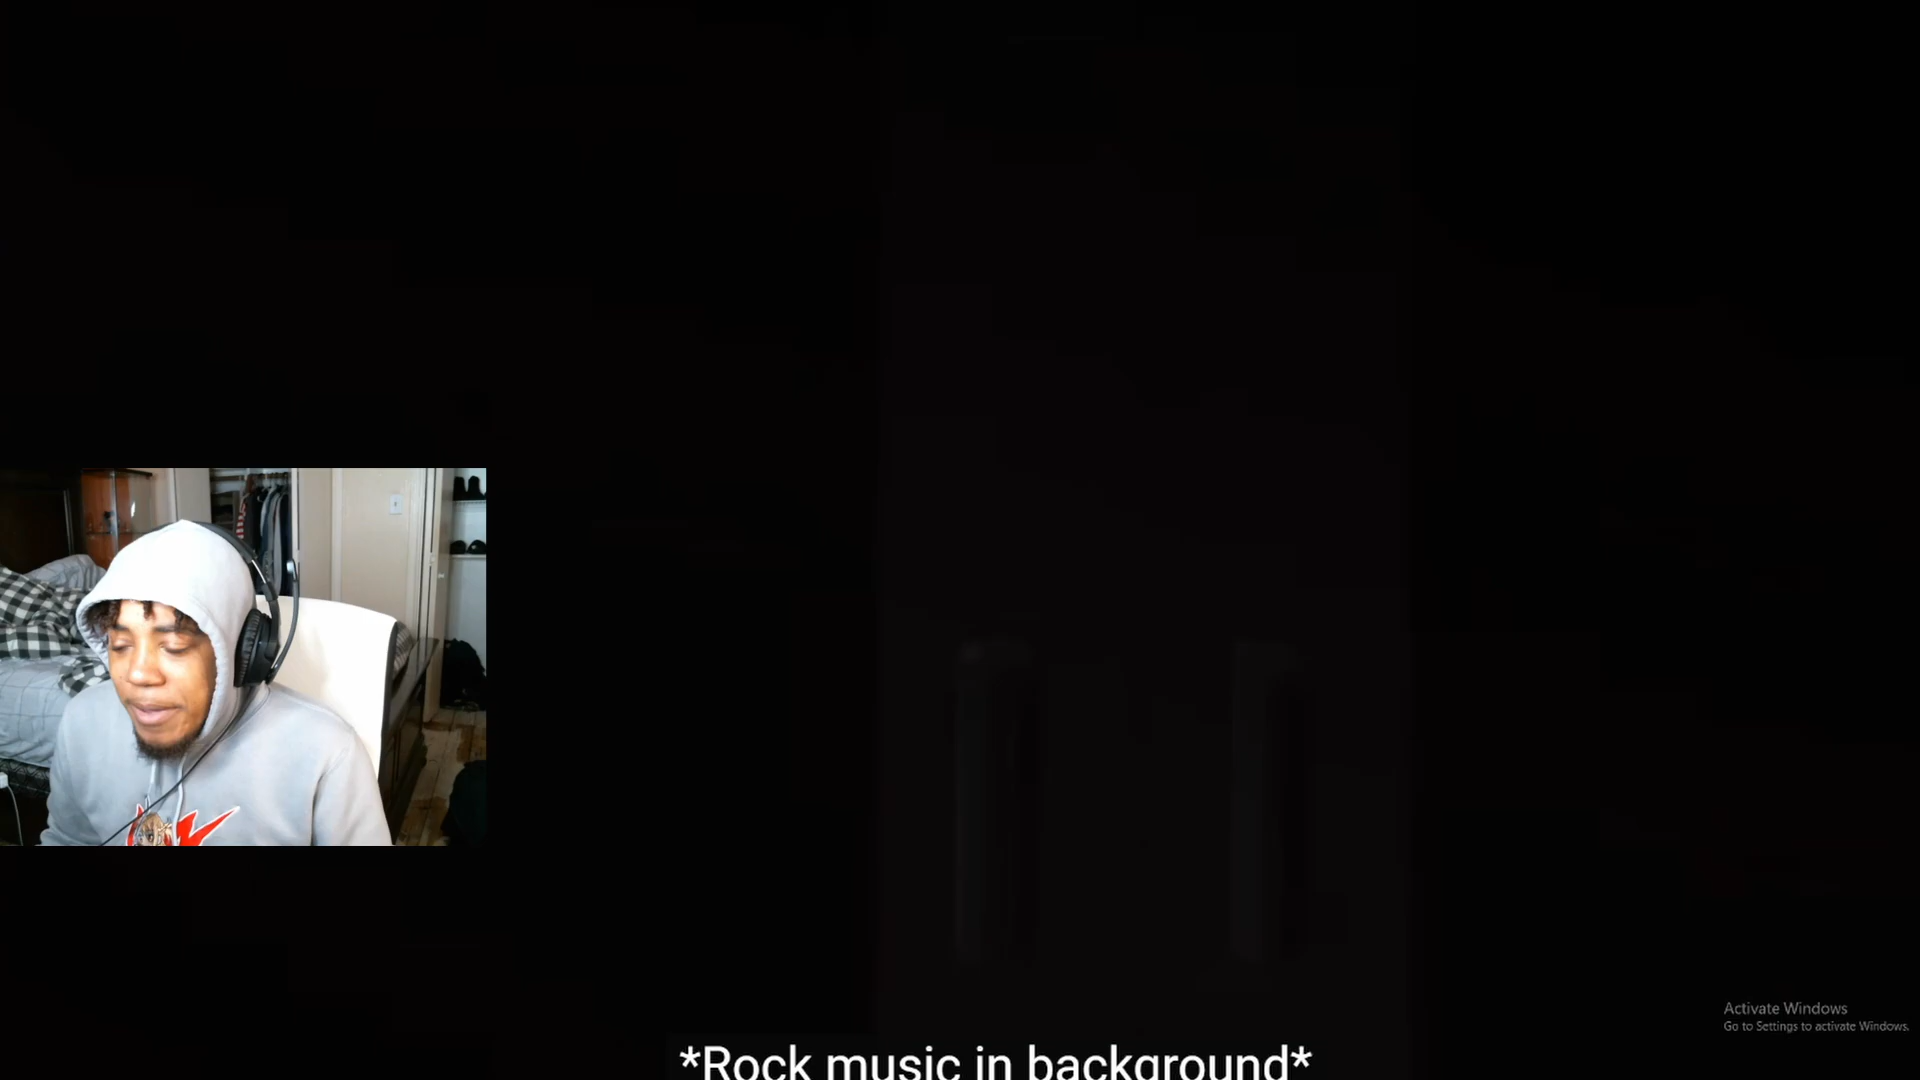 Activate Windows
Go to Settings to activate Windows.
*Rock music in background*